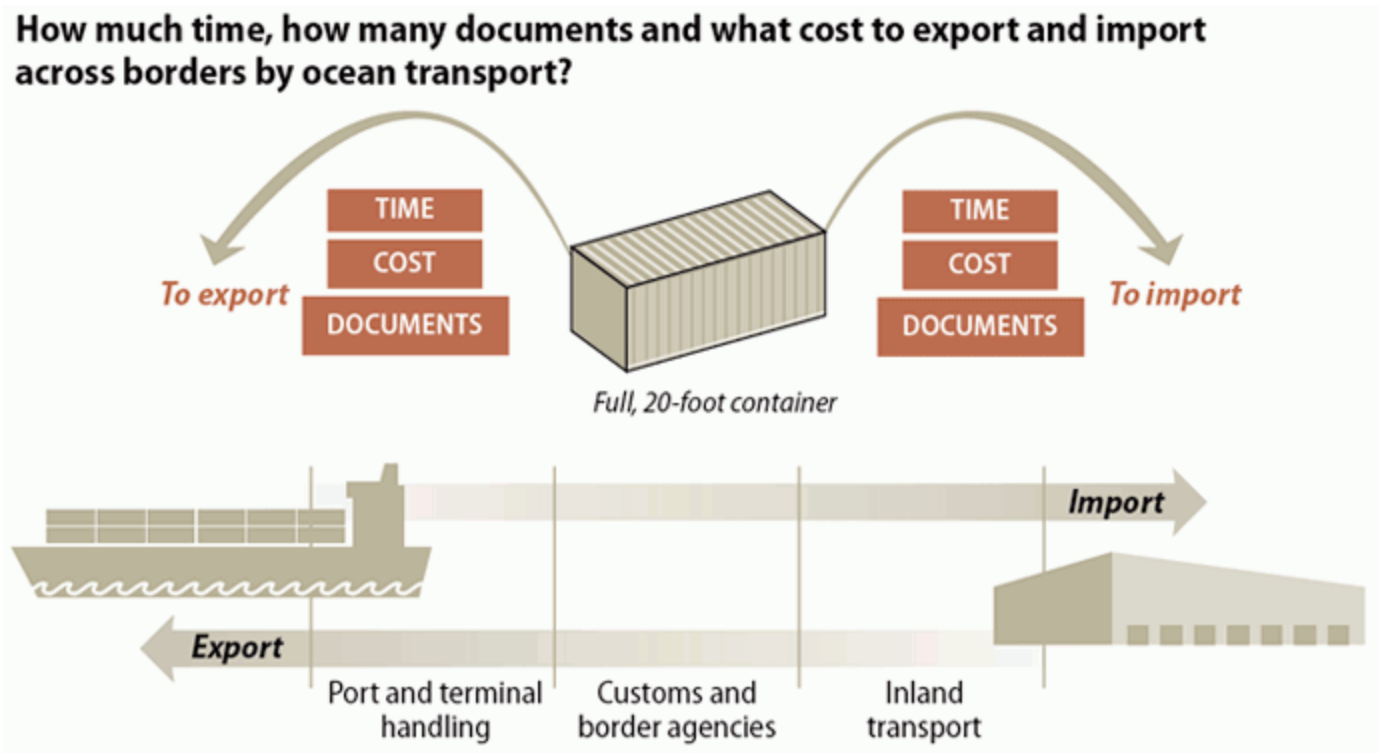 How much time, how many documents and what cost to export and import
across borders by ocean transport?
TIME
COST
DOCUMENTS
To export
TIME
COST
DOCUMENTS
To import
Full, 20-foot container
Import
Export
Port and terminal
handling
Customs and
border agencies
Inland
transport